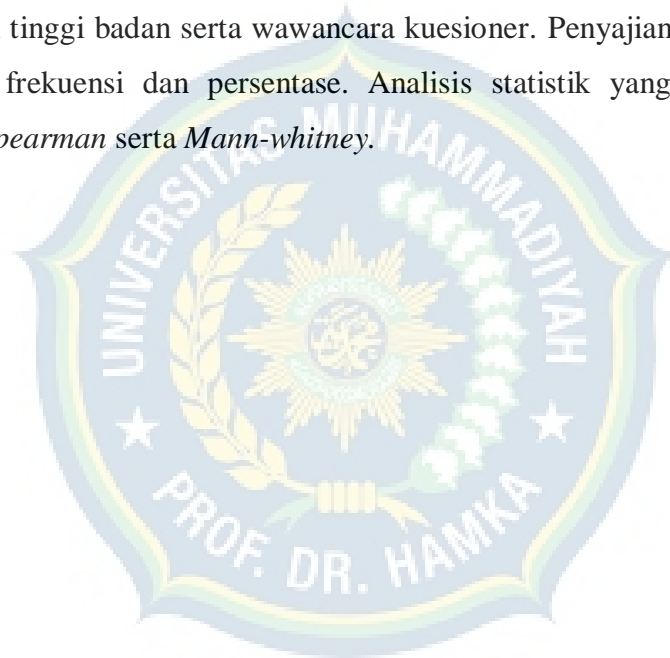 tinggi badan serta wawancara kuesioner. Penyajian
frekuensi dan persentase. Analisis statistik yang
pearman serta Mann-whitney.
UNIVERSITAS MUHAMMADIYAH
PROF. DR. HAMKA